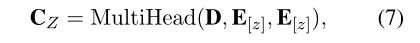 C_Z = MultiHead(D, E_[z], E_[z]), (7)